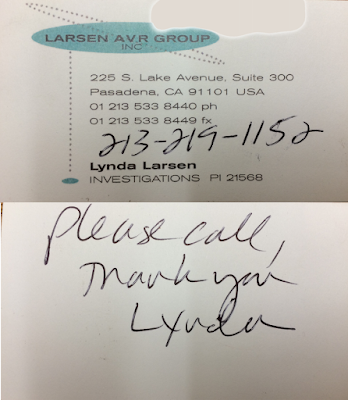 LARSEN AVR GROUP
INC
225 S. Lake Avenue, Suite 300
Pasadena, CA 91101 USA
01 213 533 8440 ph
01 213 533 8449 fx
213-219-1152
Lynda Larsen
INVESTIGATIONS PI 21568
Please call,
Thank you
Lynda